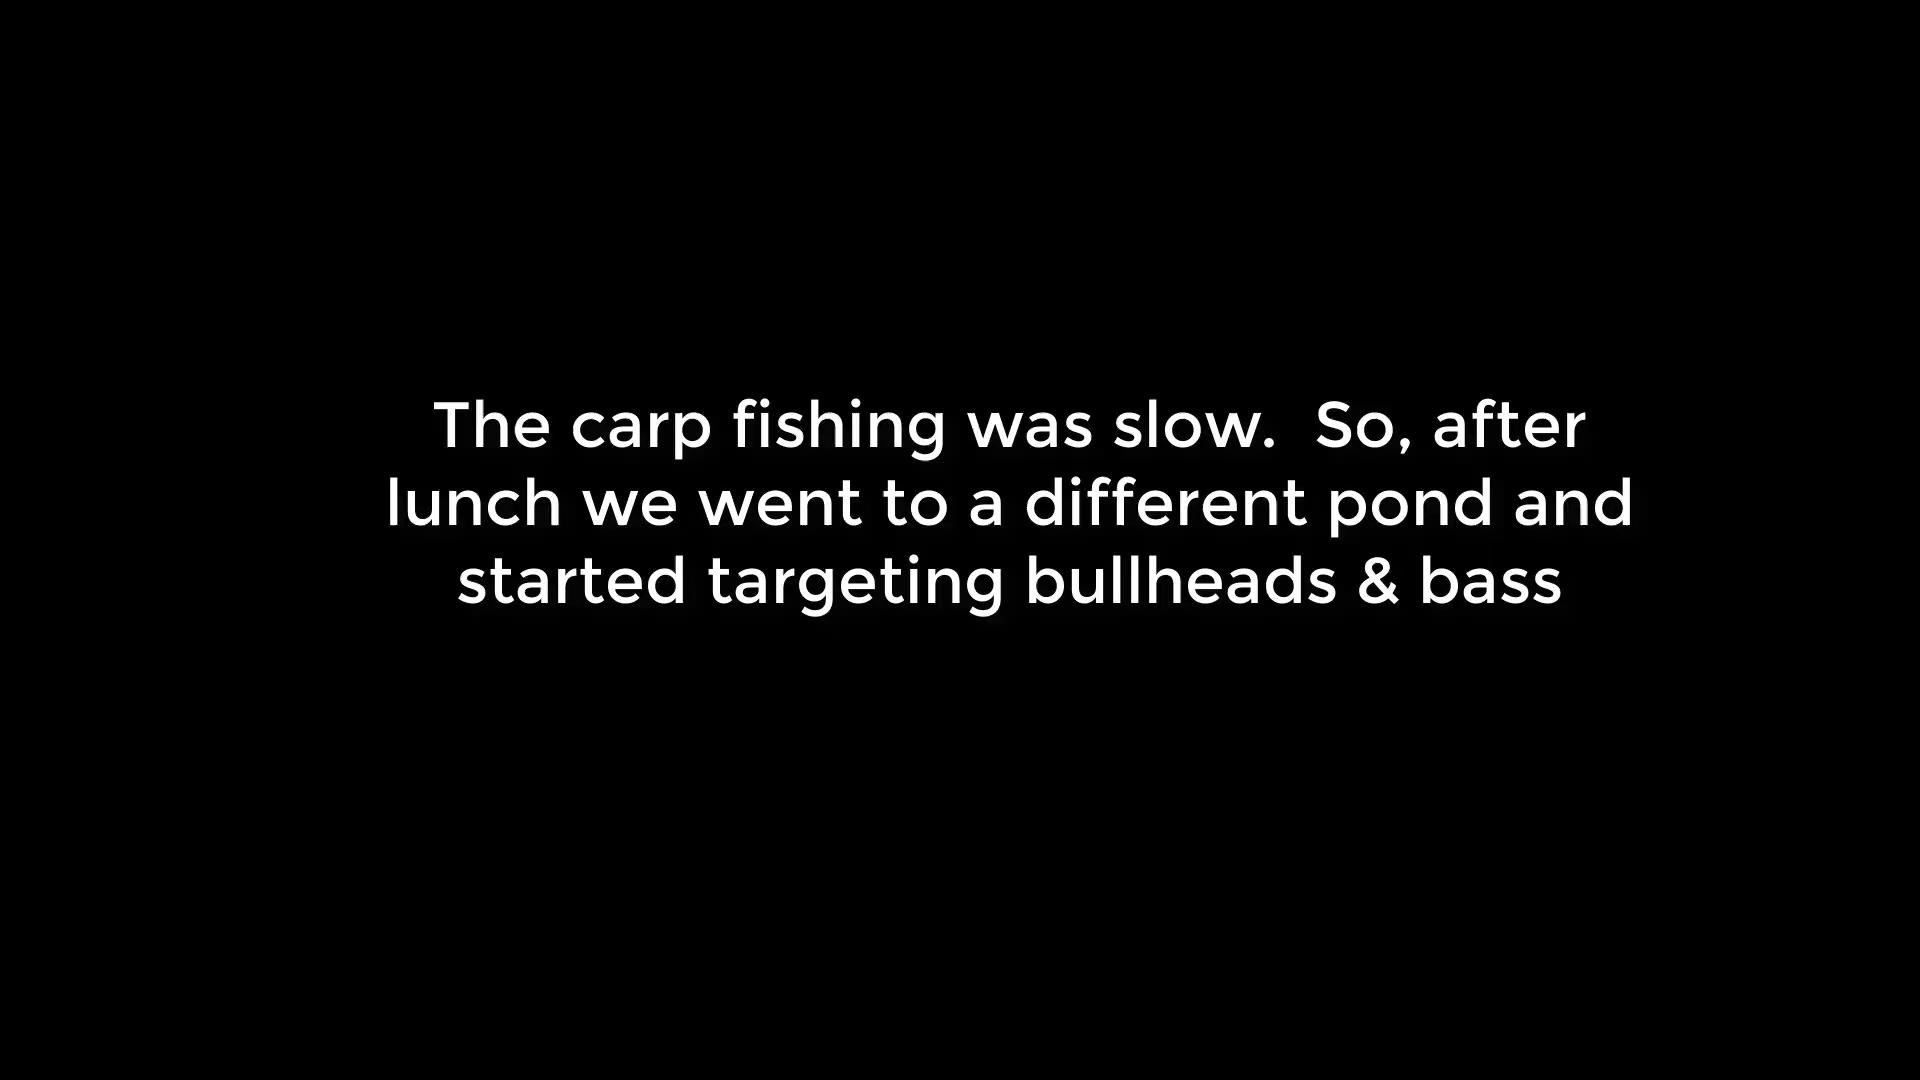 The carp fishing was slow.  So, after
lunch we went to a different pond and
started targeting bullheads & bass